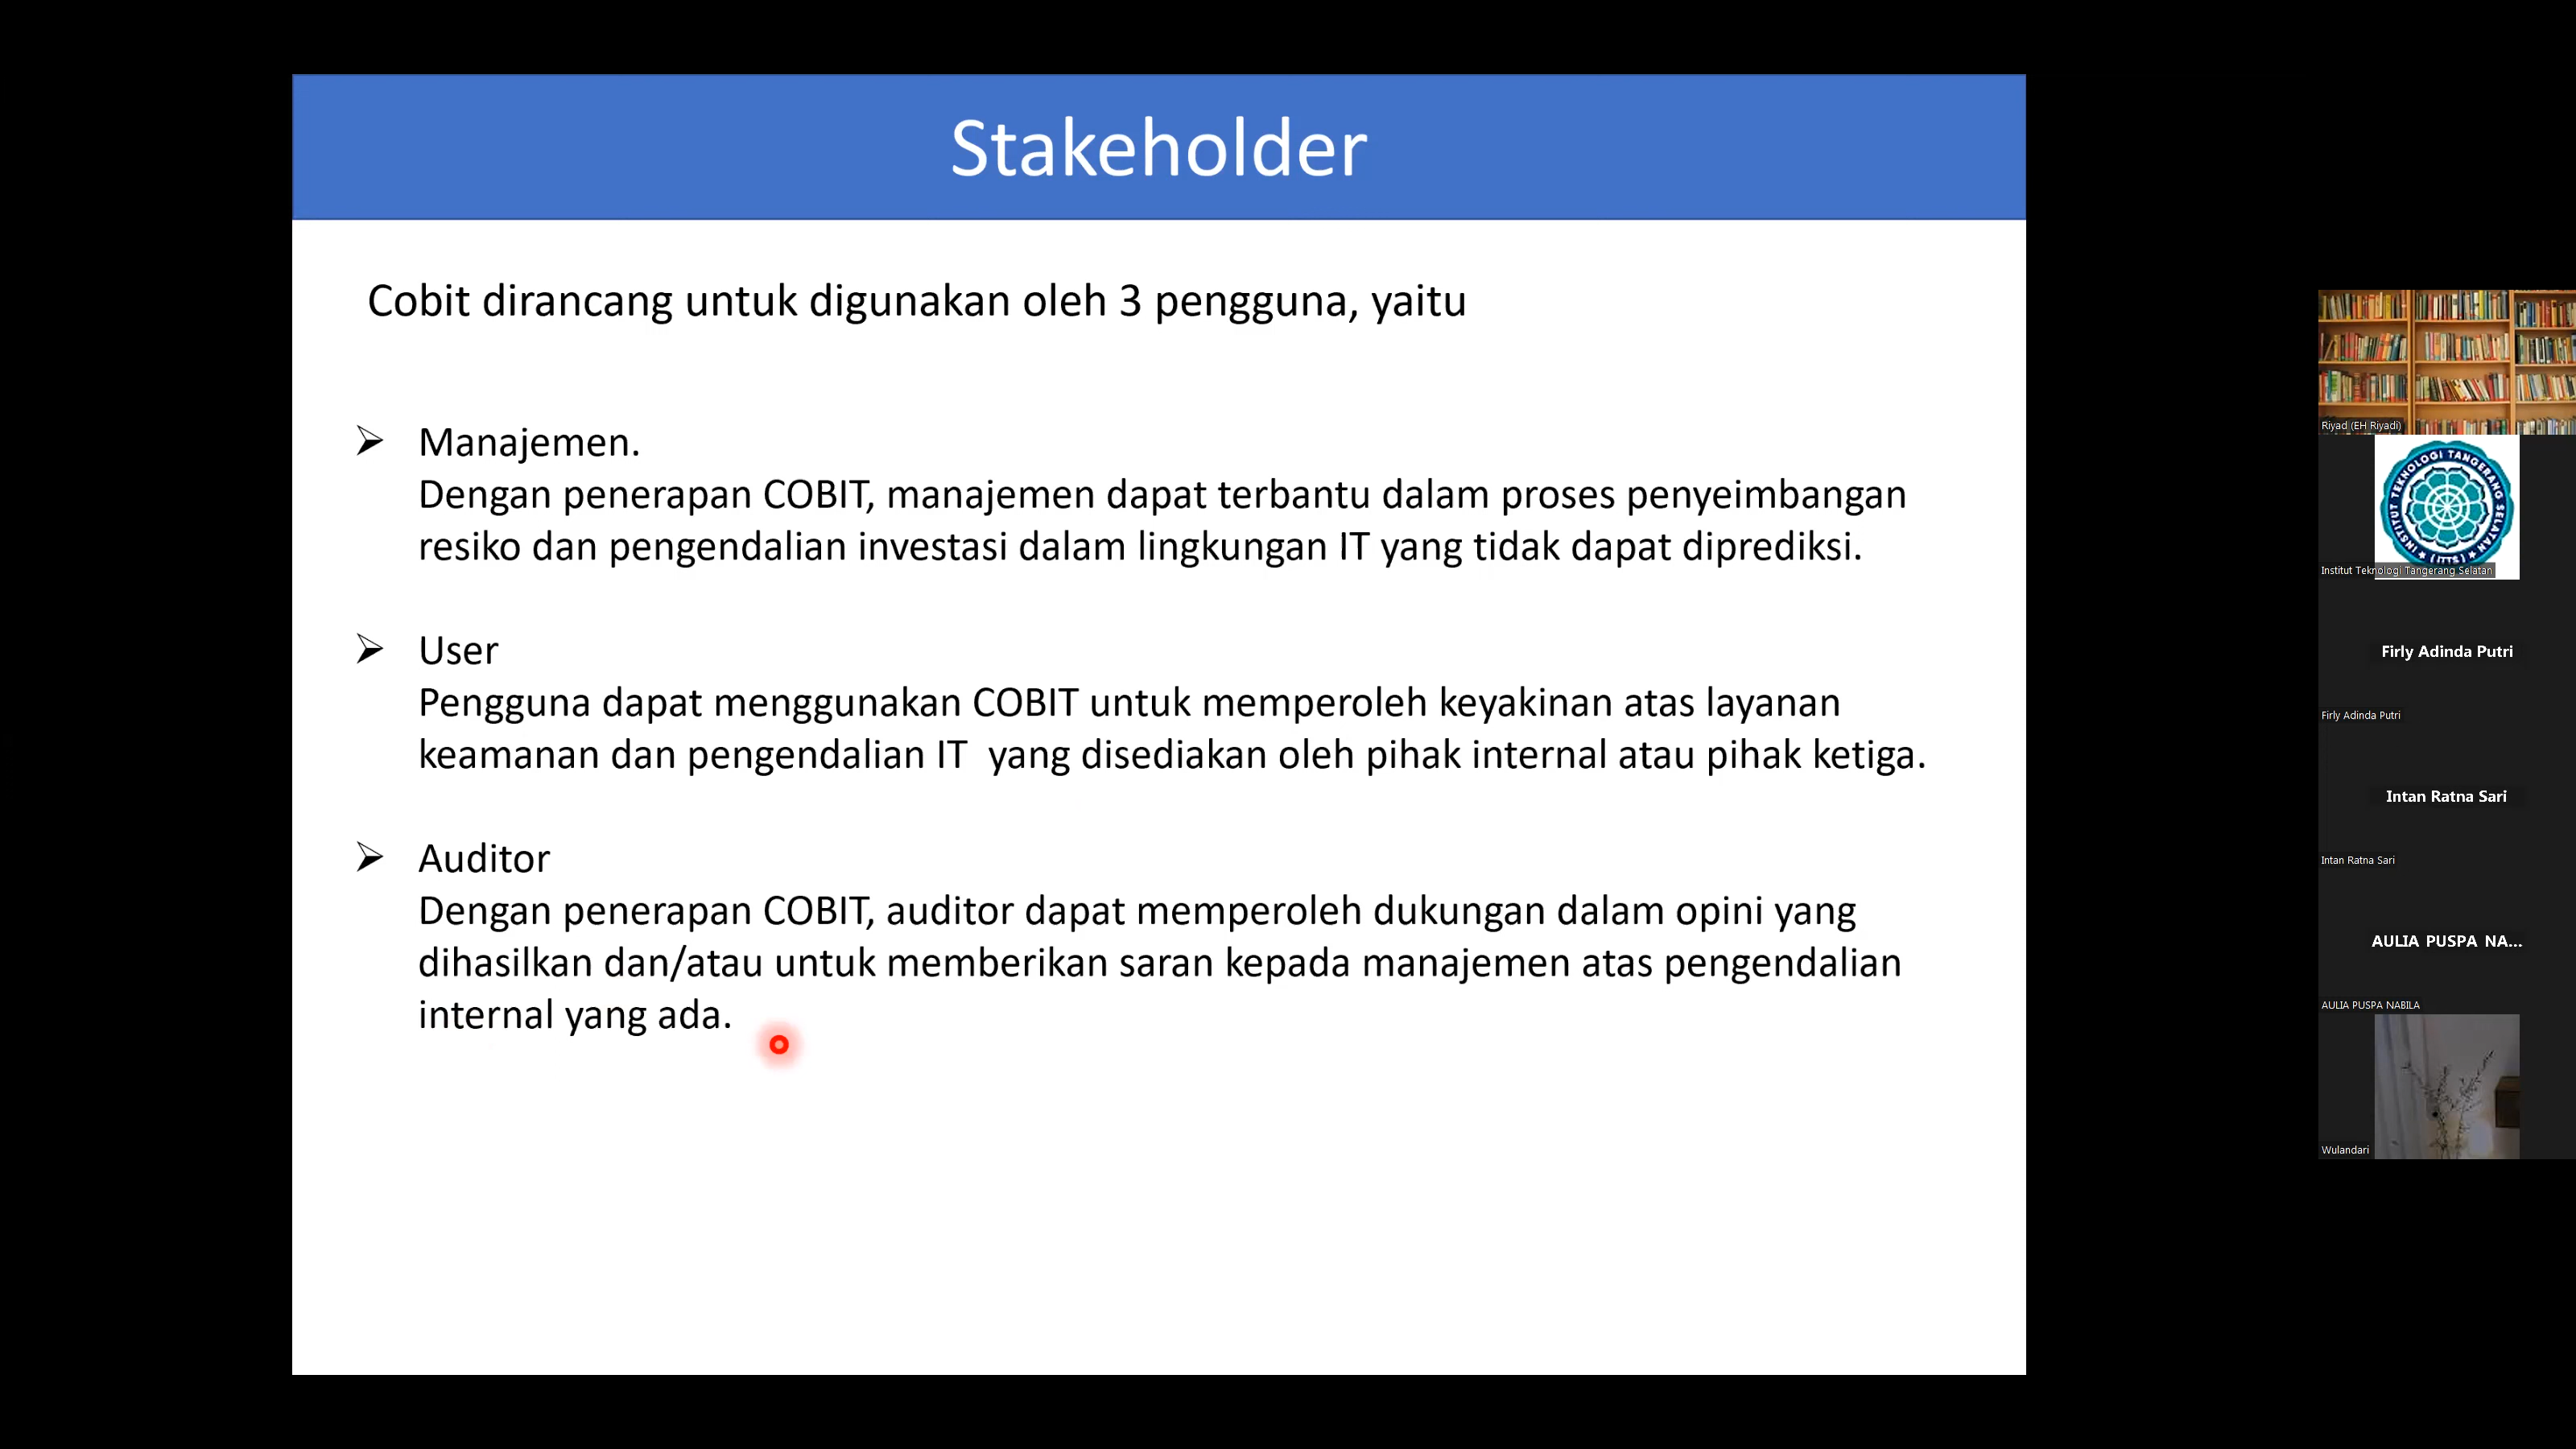 Stakeholder
Cobit dirancang untuk digunakan oleh 3 pengguna, yaitu
➢ Manajemen.
Dengan penerapan COBIT, manajemen dapat terbantu dalam proses penyeimbangan
resiko dan pengendalian investasi dalam lingkungan IT yang tidak dapat diprediksi.
➢ User
Pengguna dapat menggunakan COBIT untuk memperoleh keyakinan atas layanan
keamanan dan pengendalian IT yang disediakan oleh pihak internal atau pihak ketiga.
➢ Auditor
Dengan penerapan COBIT, auditor dapat memperoleh dukungan dalam opini yang
dihasilkan dan/atau untuk memberikan saran kepada manajemen atas pengendalian
internal yang ada.
Riyad (EH Riyadi)
INSTITUT TEKNOLOGI TANGERANG SELATAN
(ITTS)
Institut Teknologi Tangerang Selatan
Firly Adinda Putri
Firly Adinda Putri
Intan Ratna Sari
Intan Ratna Sari
AULIA PUSPA NA...
AULIA PUSPA NABILA
Wulandari